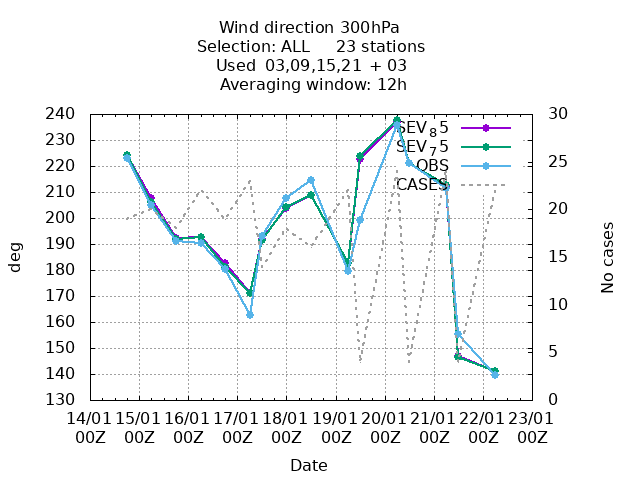 Wind direction 300hPa
Selection: ALL 23 stations
Used 03,09,15,21 + 03
Averaging window: 12h
240
230
220
210
200
190
180
170
160
150
140
130
deg
30
25
20
15
10
5
0
No cases
SEV₈5
SEV₇5
OBS
CASES
14/01 15/01 16/01 17/01 18/01 19/01 20/01 21/01 22/01 23/01
00Z 00Z 00Z 00Z 00Z 00Z 00Z 00Z 00Z 00Z
Date